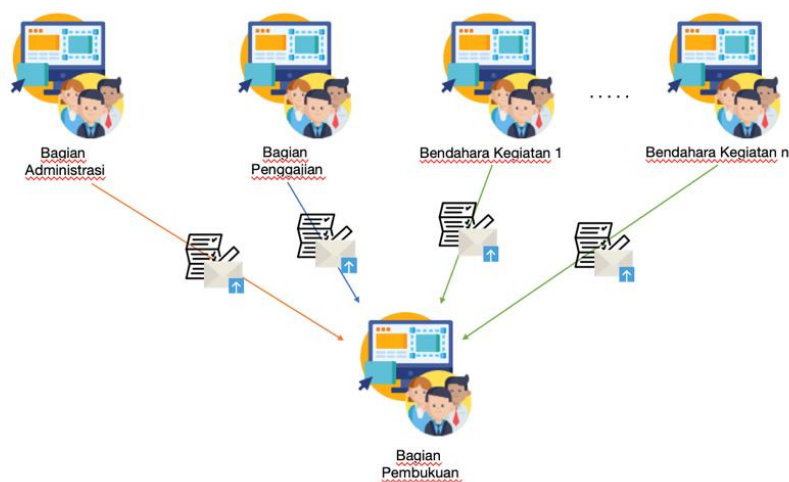 Bagian
Administrasi
Bagian
Penggajian
Bendahara Kegiatan 1
.....
Bendahara Kegiatan n
Bagian
Pembukuan